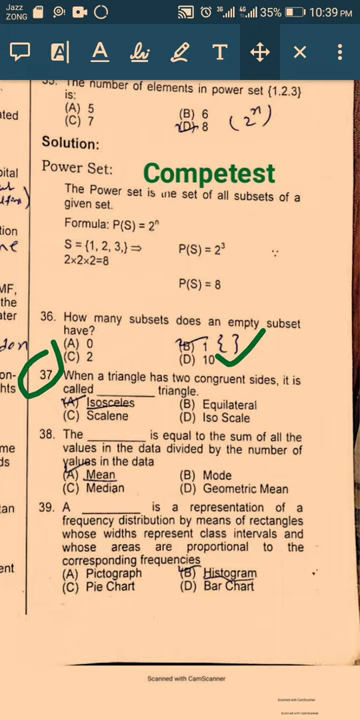 Jazz
ZONG
35%
10:39 PM
35. The number of elements in power set {1.2.3}
is:
(A) 5
(B) 6
(C) 7
(D) 8
(2ⁿ)
Solution:
Power Set:
Competest
The Power set is the set of all subsets of a
given set.
Formula: P(S) = 2ⁿ
S = {1, 2, 3,} ⇒ P(S) = 2³ ∵
2×2×2=8
P(S) = 8
36. How many subsets does an empty subset
have?
(A) 0
(B) 1 { }
(C) 2
(D) 10
37. When a triangle has two congruent sides, it is
called ________ triangle,
(A) Isosceles
(B) Equilateral
(C) Scalene
(D) Iso Scale
38. The ________ is equal to the sum of all the
values in the data divided by the number of
values in the data
(A) Mean
(B) Mode
(C) Median
(D) Geometric Mean
39. A ________ is a representation of a
frequency distribution by means of rectangles
whose widths represent class intervals and
whose areas are proportional to the
corresponding frequencies
(A) Pictograph
(B) Histogram
(C) Pie Chart
(D) Bar Chart
Scanned with CamScanner
Scanned with CamScanner
Scanned with CamScanner